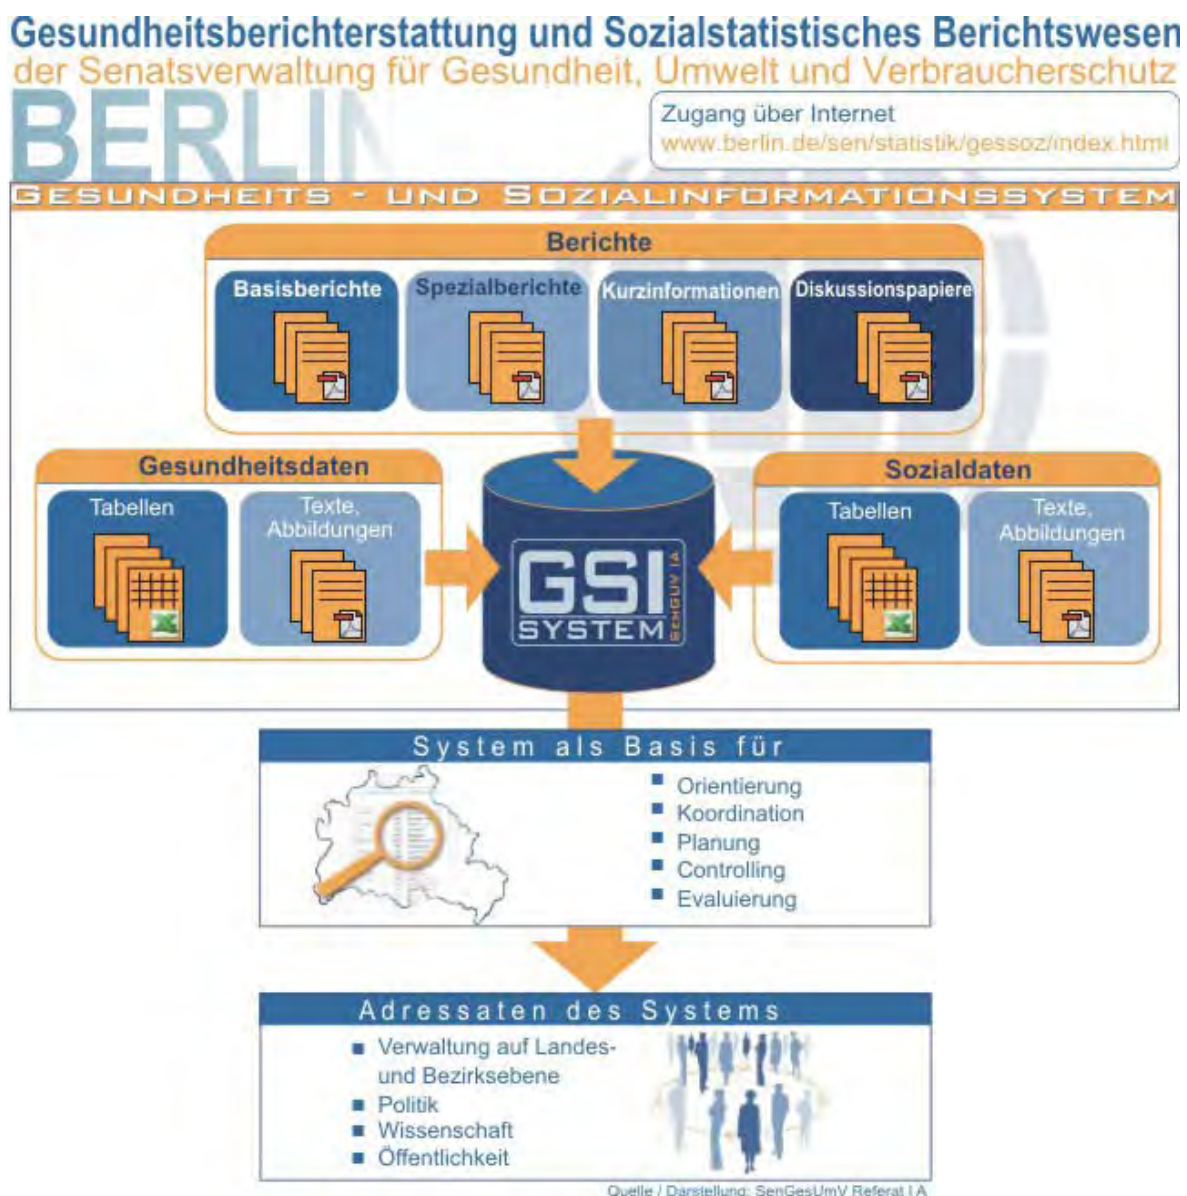 Gesundheitsberichterstattung und Sozialstatistisches Berichtswesen
der Senatsverwaltung für Gesundheit, Umwelt und Verbraucherschutz
BERLIN
Zugang über Internet
www.berlin.de/sen/statistik/gessoz/index.html
GESUNDHEITS - UND SOZIALINFORMATIONSSYSTEM
Berichte
Basisberichte
Spezialberichte
Kurzinformationen
Diskussionspapiere
Gesundheitsdaten
Tabellen
Texte,
Abbildungen
GSI
SYSTEM
SENGUV IA
Sozialdaten
Tabellen
Texte,
Abbildungen
System als Basis für
Orientierung
Koordination
Planung
Controlling
Evaluierung
Adressaten des Systems
Verwaltung auf Landes-
und Bezirksebene
Politik
Wissenschaft
Öffentlichkeit
Quelle / Darstellung: SenGesUmV Referat I A